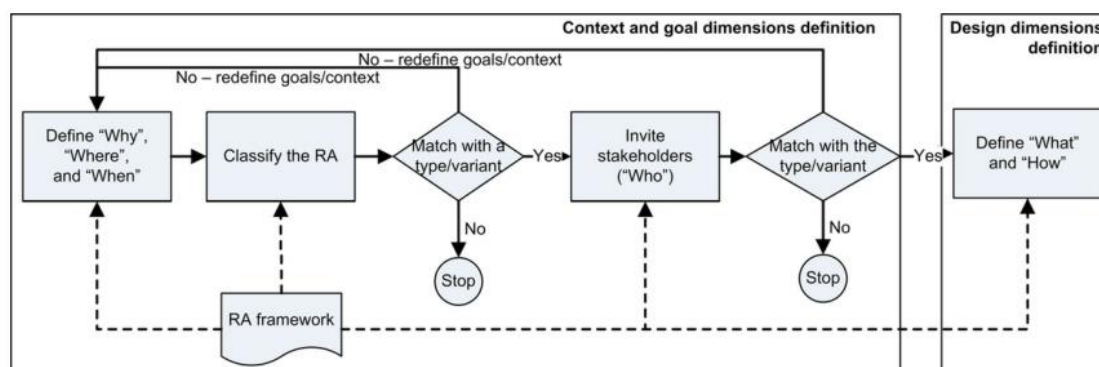 Context and goal dimensions definition
Design dimensions
definition
No – redefine goals/context
No – redefine goals/context
Define “Why”,
“Where”,
and “When”
Classify the RA
Match with a
type/variant
Yes
Invite
stakeholders
(“Who”)
Match with the
type/variant
Yes
Define “What”
and “How”
No
No
Stop
Stop
RA framework